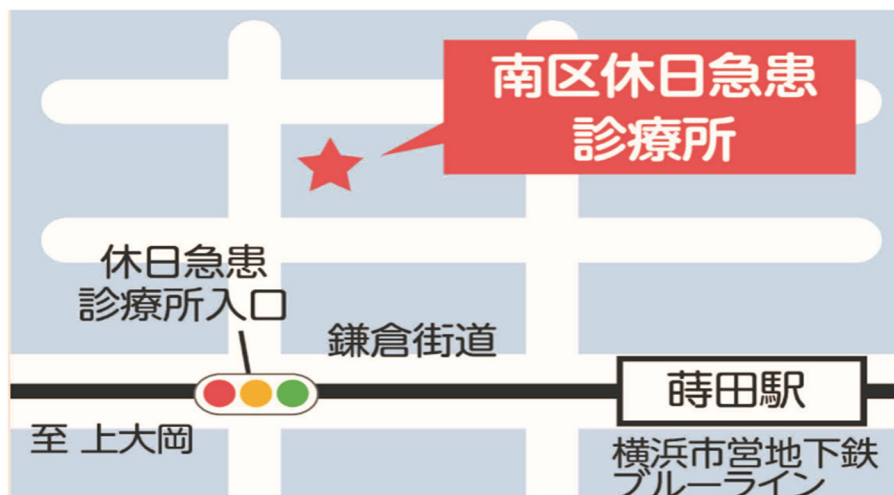 南区休日急患
診療所
休日急患
診療所入口
鎌倉街道
蒔田駅
至 上大岡
横浜市営地下鉄
ブルーライン